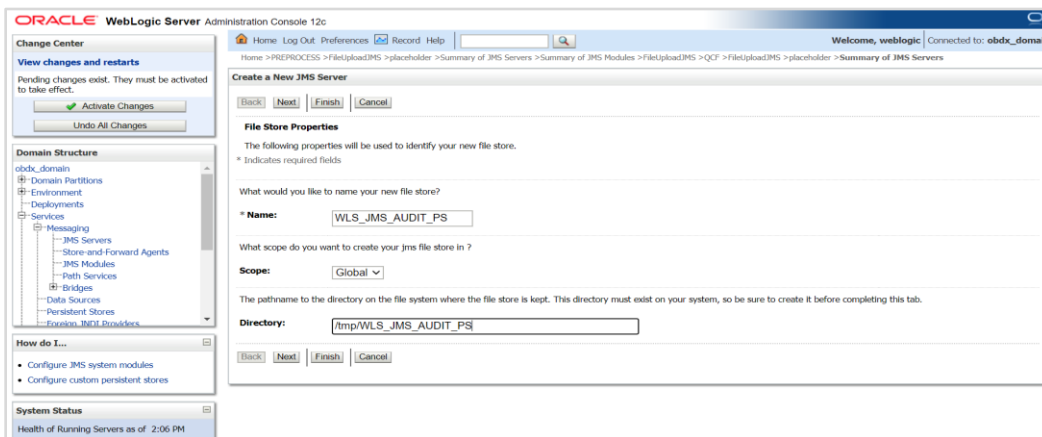 ORACLE WebLogic Server Administration Console 12c
Change Center
View changes and restarts
Pending changes exist. They must be activated
to take effect.
Activate Changes
Undo All Changes
Domain Structure
obdx_domain
Domain Partitions
Environment
Deployments
Services
Messaging
JMS Servers
Store-and-Forward Agents
JMS Modules
Path Services
Bridges
Data Sources
Persistent Stores
Foreign JNDI Providers
How do I...
Configure JMS system modules
Configure custom persistent stores
System Status
Health of Running Servers as of 2:06 PM
Home Log Out Preferences Record Help
Welcome, weblogic Connected to: obdx_doma
Home >PREPROCESS >FileUploadJMS >placeholder >Summary of JMS Servers >Summary of JMS Modules >FileUploadJMS >QCF >FileUploadJMS >placeholder >Summary of JMS Servers
Create a New JMS Server
Back Next Finish Cancel
File Store Properties
The following properties will be used to identify your new file store.
* Indicates required fields
What would you like to name your new file store?
* Name: WLS_JMS_AUDIT_PS
What scope do you want to create your jms file store in ?
Scope: Global
The pathname to the directory on the file system where the file store is kept. This directory must exist on your system, so be sure to create it before completing this tab.
Directory: /tmp/WLS_JMS_AUDIT_PS
Back Next Finish Cancel